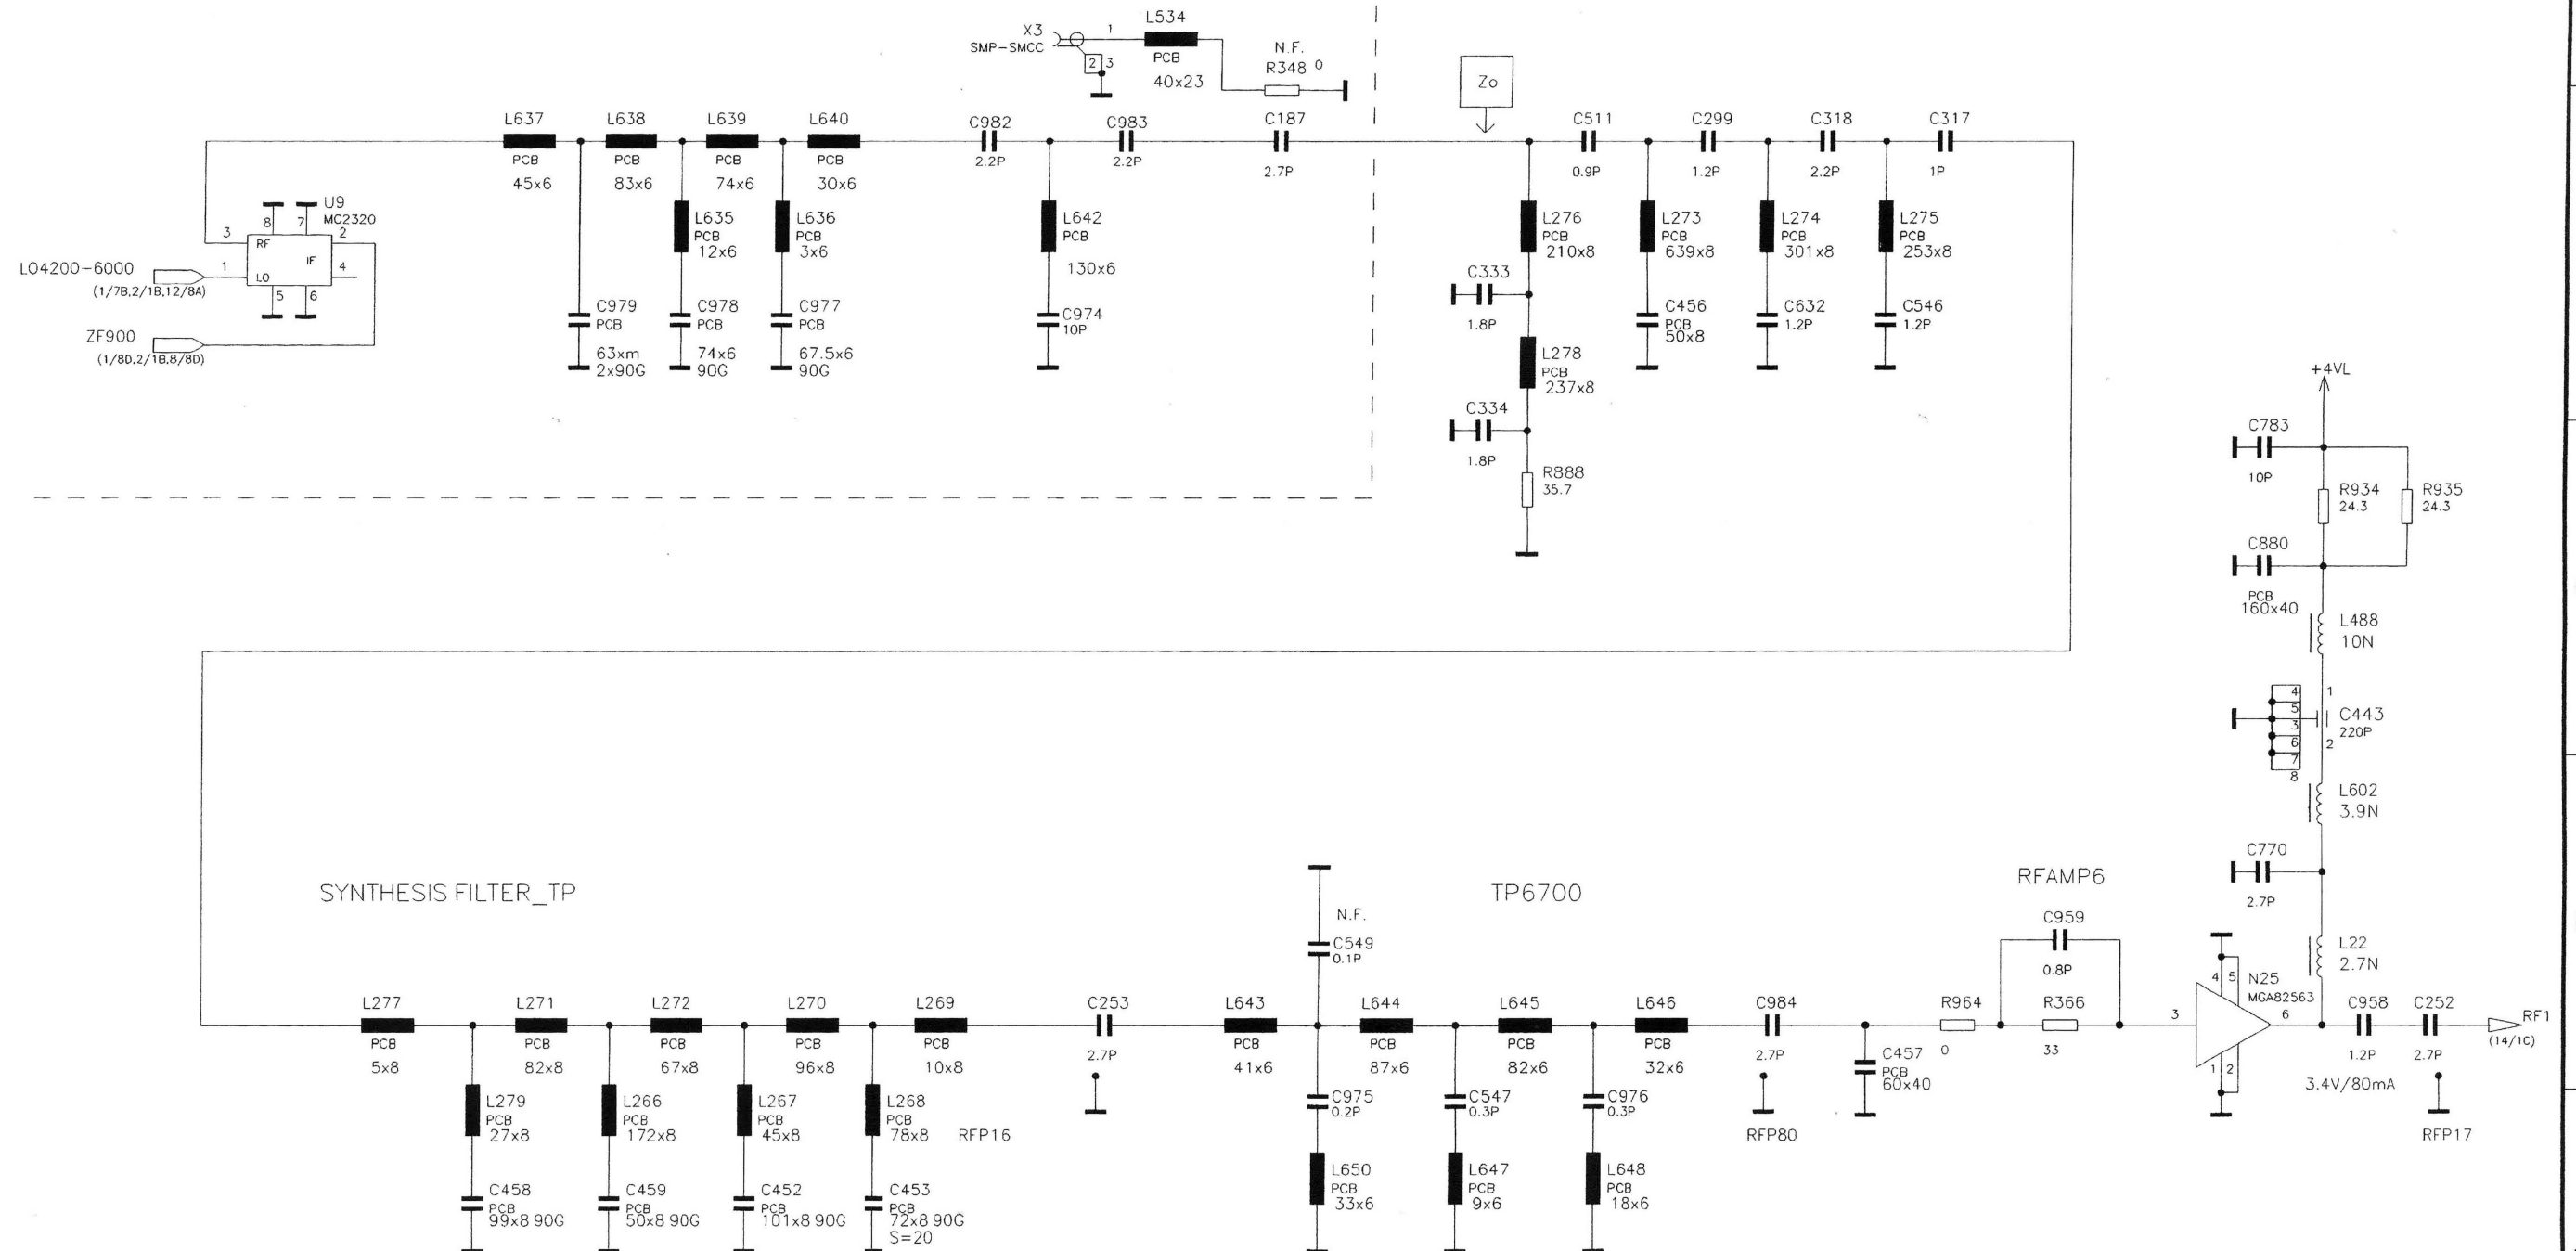 X3
SMP-SMCC
1
2
3
L534
PCB
40x23
N.F.
R348 0
Zo
L637
PCB
45x6
L638
PCB
83x6
L639
PCB
74x6
L640
PCB
30x6
C982
2.2P
C983
2.2P
C187
2.7P
C511
0.9P
C299
1.2P
C318
2.2P
C317
1P
U9
MC2320
8
7
3
RF
2
IF
1
LO
4
5
6
LO4200-6000
(1/7B,2/1B,12/8A)
ZF900
(1/8D,2/1B,8/8D)
L635
PCB
12x6
L636
PCB
3x6
L642
PCB
130x6
C979
PCB
63xm
2x90G
C978
PCB
74x6
90G
C977
PCB
67.5x6
90G
C974
10P
L276
PCB
210x8
L273
PCB
639x8
L274
PCB
301x8
L275
PCB
253x8
C333
1.8P
C456
PCB
50x8
C632
1.2P
C546
1.2P
L278
PCB
237x8
C334
1.8P
R888
35.7
+4VL
C783
10P
R934
24.3
R935
24.3
C880
PCB
160x40
L488
10N
4
5
3
6
7
8
1
2
C443
220P
L602
3.9N
C770
2.7P
L22
2.7N
SYNTHESIS FILTER_TP
TP6700
RFAMP6
N.F.
C549
0.1P
C959
0.8P
L277
PCB
5x8
L271
PCB
82x8
L272
PCB
67x8
L270
PCB
96x8
L269
PCB
10x8
C253
2.7P
L643
PCB
41x6
L644
PCB
87x6
L645
PCB
82x6
L646
PCB
32x6
C984
2.7P
R964
0
R366
33
3
4
5
N25
MGA82563
6
1
2
C958
1.2P
C252
2.7P
RF1
(14/1C)
3.4V/80mA
C457
PCB
60x40
L279
PCB
27x8
L266
PCB
172x8
L267
PCB
45x8
L268
PCB
78x8
RFP16
C975
0.2P
C547
0.3P
C976
0.3P
RFP80
RFP17
C458
PCB
99x8 90G
C459
PCB
50x8 90G
C452
PCB
101x8 90G
C453
PCB
72x8 90G
S=20
L650
PCB
33x6
L647
PCB
9x6
L648
PCB
18x6